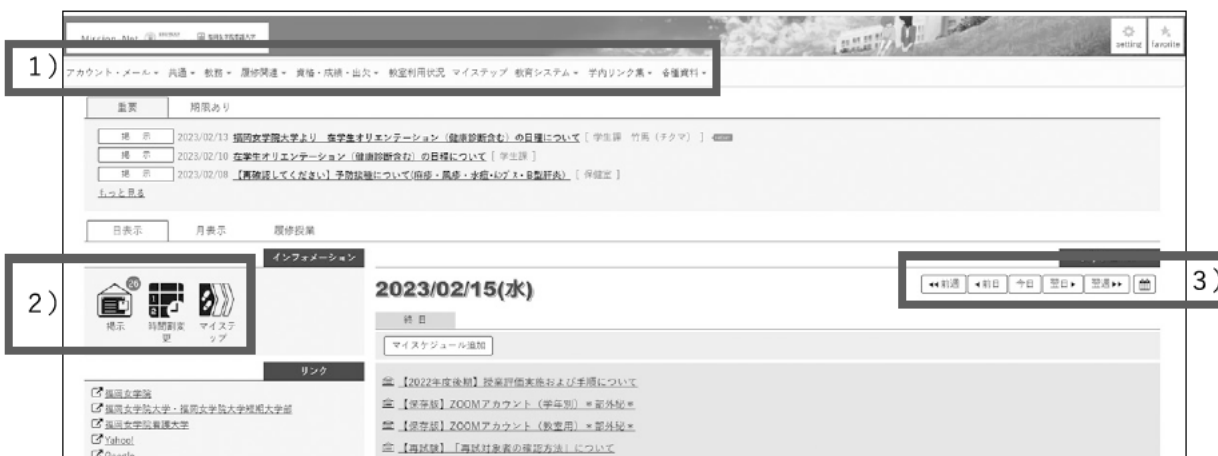 Mission-Net
setting favorite
1)
アカウント・メール▾ 共通▾ 教務▾ 履修関連▾ 資格・成績・出欠▾ 教室利用状況 マイステップ 教育システム▾ 学内リンク集▾ 各種資料▾
重要 期限あり
掲 示 2023/02/13 福岡女学院大学より 在学生オリエンテーション（健康診断含む）の日程について [ 学生課 竹馬（チクマ） ]
掲 示 2023/02/10 在学生オリエンテーション（健康診断含む）の日程について [ 学生課 ]
掲 示 2023/02/08 【再確認してください】予防接種について(麻疹・風疹・水痘・ムンプス・B型肝炎) [ 保健室 ]
もっと見る
日表示 月表示 履修授業
インフォメーション
2)
26
掲示 時間割変更 マイステップ
2023/02/15(水)
◂◂前週 ◂前日 今日 翌日▸ 翌週▸▸
3)
終 日
マイスケジュール追加
リンク
【2022年度後期】授業評価実施および手順について
福岡女学院
【保存版】ZOOMアカウント（学年別）＊部外秘＊
福岡女学院大学・福岡女学院大学短期大学部
【保存版】ZOOMアカウント（教室用）＊部外秘＊
福岡女学院看護大学
Yahoo!
【再試験】「再試対象者の確認方法」について
Google